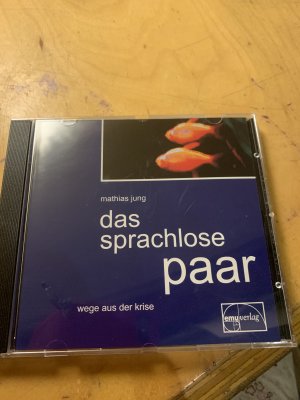 mathias jung
das
sprachlose
paar
wege aus der krise
emu verlag